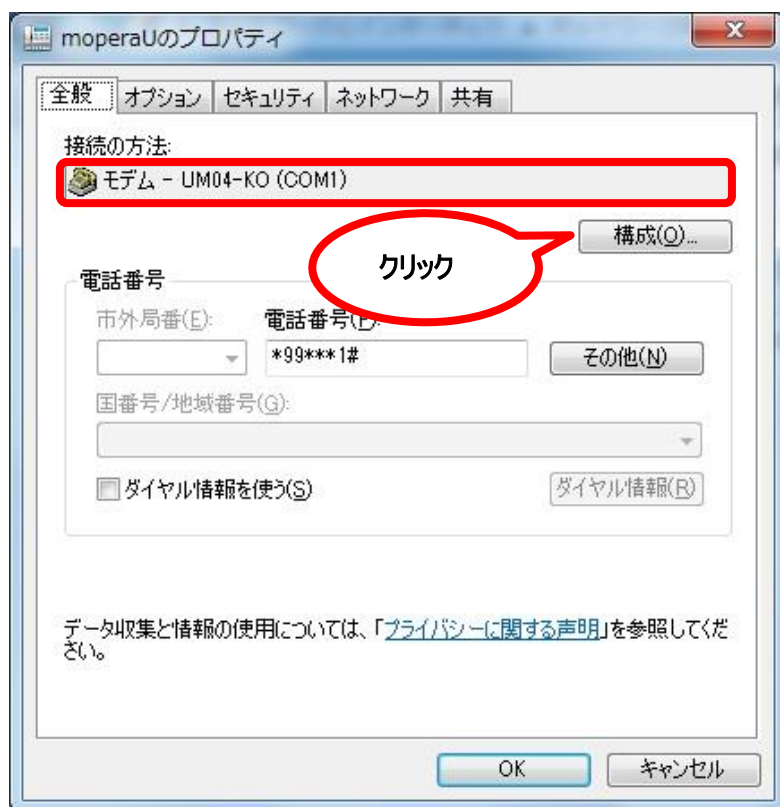 moperaUのプロパティ
全般 オプション セキュリティ ネットワーク 共有
接続の方法:
モデム - UM04-KO (COM1)
構成(O)...
クリック
電話番号
市外局番(E): 電話番号(P):
*99***1# その他(N)
国番号/地域番号(G):
ダイヤル情報を使う(S) ダイヤル情報(R)
データ収集と情報の使用については、「プライバシーに関する声明」を参照してくだ
さい。
OK キャンセル